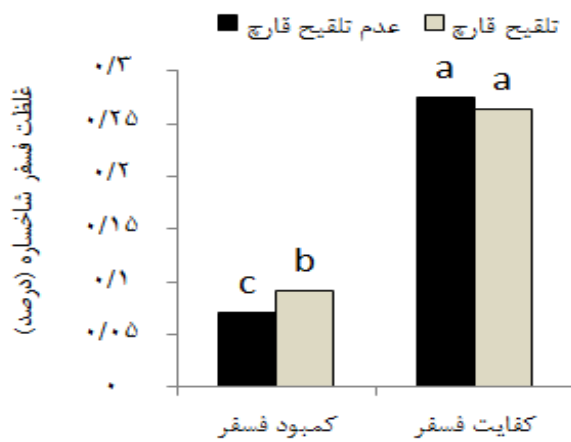 عدم تلقیح قارچ تلقیح قارچ
غلظت فسفر شاخساره (درصد)
۰/۳
۰/۲۵
۰/۲
۰/۱۵
۰/۱
۰/۰۵
۰
c b a a
کمبود فسفر کفایت فسفر